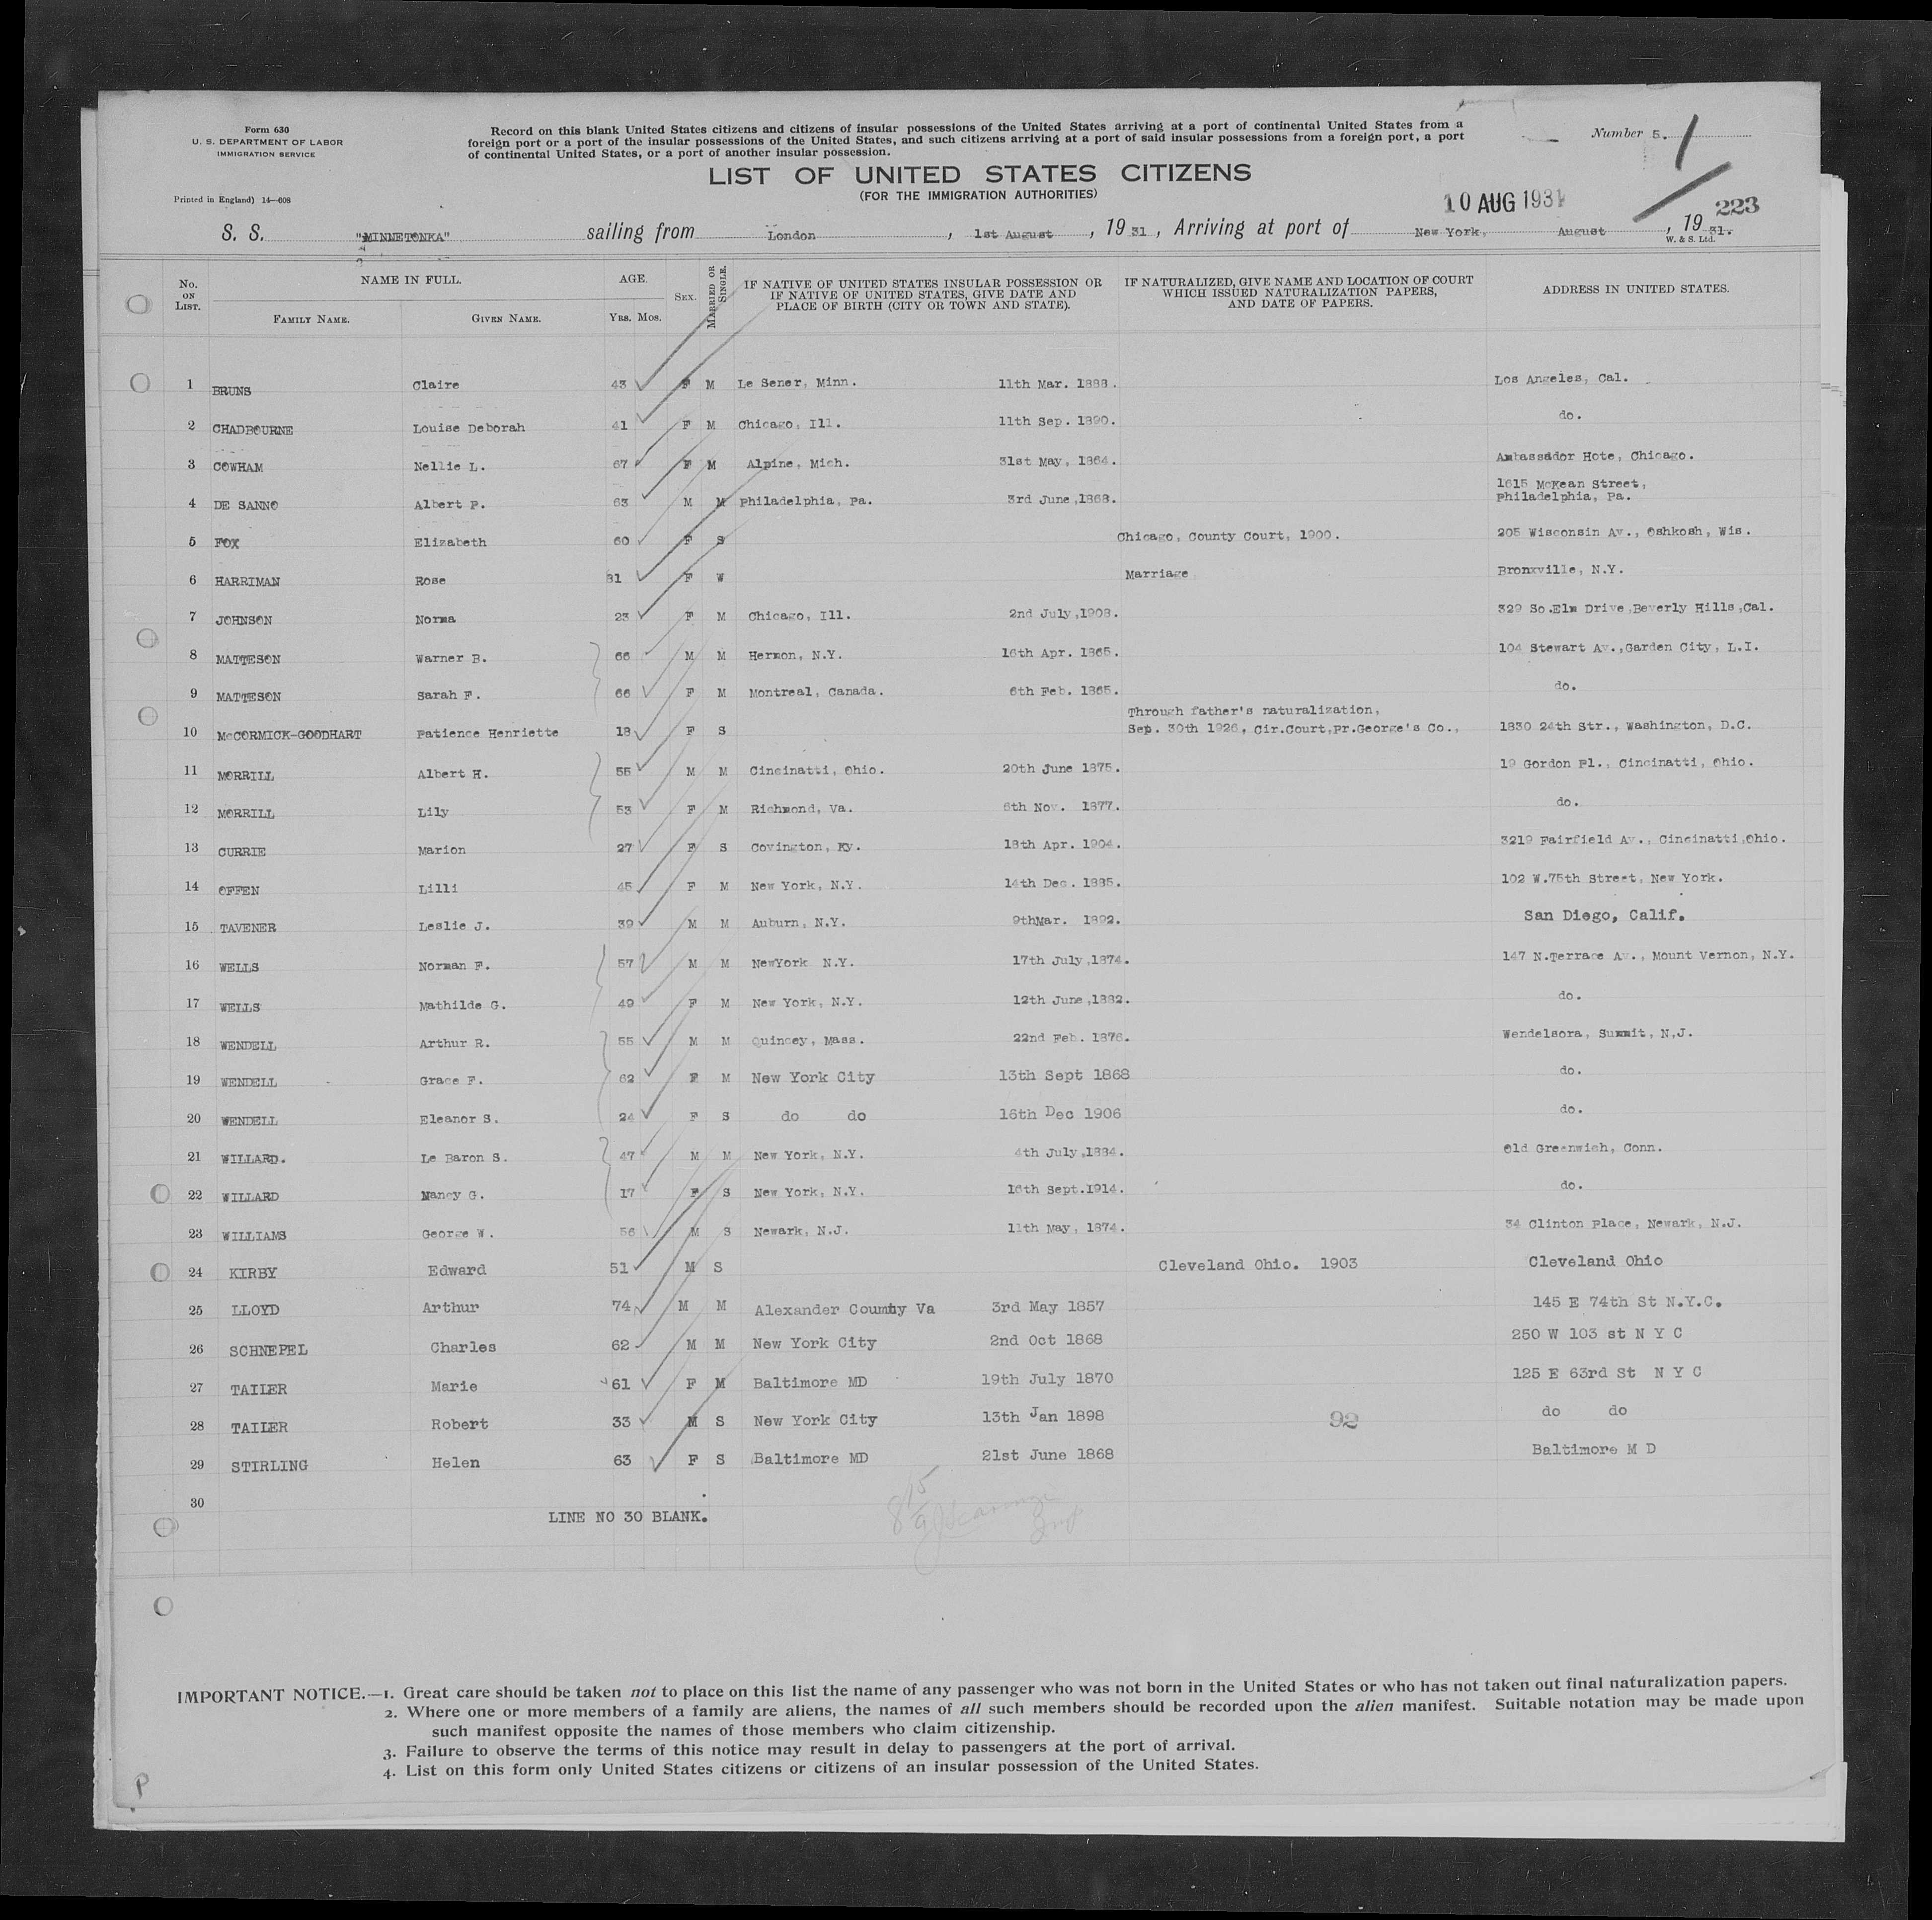 Form 630
U. S. DEPARTMENT OF LABOR
IMMIGRATION SERVICE
Printed in England) 14—608
Record on this blank United States citizens and citizens of insular possessions of the United States arriving at a port of continental United States from a
foreign port or a port of the insular possessions of the United States, and such citizens arriving at a port of said insular possessions from a foreign port, a port
of continental United States, or a port of another insular possession.
Number 5. 1
LIST OF UNITED STATES CITIZENS
(FOR THE IMMIGRATION AUTHORITIES)
10 AUG 1931
223
S. S. "MINNETONKA" sailing from London, 1st August, 19 31, Arriving at port of New York, August, 19 31.
W. & S. Ltd.
No. ON LIST. NAME IN FULL. FAMILY NAME. GIVEN NAME. AGE. YRS. MOS. SEX. MARRIED OR SINGLE. IF NATIVE OF UNITED STATES INSULAR POSSESSION OR IF NATIVE OF UNITED STATES, GIVE DATE AND PLACE OF BIRTH (CITY OR TOWN AND STATE). IF NATURALIZED, GIVE NAME AND LOCATION OF COURT WHICH ISSUED NATURALIZATION PAPERS, AND DATE OF PAPERS. ADDRESS IN UNITED STATES.
1 BRUNS Claire 43 F M Le Sener, Minn. 11th Mar. 1888. Los Angeles, Cal.
2 CHADBOURNE Louise Deborah 41 F M Chicago, Ill. 11th Sep. 1890. do.
3 COWHAM Nellie L. 67 F M Alpine, Mich. 31st May, 1864. Ambassador Hote, Chicago.
4 DE SANNO Albert P. 63 M M Philadelphia, Pa. 3rd June,1868. 1615 McKean Street, Philadelphia, Pa.
5 FOX Elizabeth 60 F S Chicago, County Court, 1900. 205 Wisconsin Av., Oshkosh, Wis.
6 HARRIMAN Rose 31 F W Marriage Bronxville, N.Y.
7 JOHNSON Norma 23 F M Chicago, Ill. 2nd July,1908. 329 So.Elm Drive,Beverly Hills,Cal.
8 MATTESON Warner B. 66 M M Hermon, N.Y. 16th Apr. 1865. 104 Stewart Av.,Garden City, L.I.
9 MATTESON Sarah F. 66 F M Montreal, Canada. 6th Feb. 1865. do.
10 McCORMICK-GOODHART Patience Henriette 18 F S Through father's naturalization, Sep. 30th 1926, Cir.Court,Pr.George's Co., 1830 24th Str., Washington, D.C.
11 MORRILL Albert H. 55 M M Cincinatti, Ohio. 20th June 1875. 19 Gordon Pl., Cincinatti, Ohio.
12 MORRILL Lily 53 F M Richmond, Va. 6th Nov. 1877. do.
13 CURRIE Marion 27 F S Covington, Ky. 18th Apr. 1904. 3219 Fairfield Av., Cincinatti,Ohio.
14 OFFEN Lilli 45 F M New York, N.Y. 14th Dec. 1885. 102 W.75th Street, New York.
15 TAVENER Leslie J. 39 M M Auburn, N.Y. 9thMar. 1892. San Diego, Calif.
16 WELLS Norman F. 57 M M NewYork N.Y. 17th July,1874. 147 N.Terrace Av., Mount Vernon, N.Y.
17 WELLS Mathilde G. 49 F M New York, N.Y. 12th June,1882. do.
18 WENDELL Arthur R. 55 M M Quincey, Mass. 22nd Feb. 1876. Wendelsora, Summit, N.J.
19 WENDELL Grace F. 62 F M New York City 13th Sept 1868 do.
20 WENDELL Eleanor S. 24 F S do do 16th Dec 1906 do.
21 WILLARD. Le Baron S. 47 M M New York, N.Y. 4th July,1884. Old Greenwich, Conn.
22 WILLARD Nancy G. 17 F S New York, N.Y. 16th Sept.1914. do.
23 WILLIAMS George W. 56 M S Newark, N.J. 11th May, 1874. 34 Clinton Place, Newark, N.J.
24 KIRBY Edward 51 M S Cleveland Ohio. 1903 Cleveland Ohio
25 LLOYD Arthur 74 M M Alexander County Va 3rd May 1857 145 E 74th St N.Y.C.
26 SCHNEPEL Charles 62 M M New York City 2nd Oct 1868 250 W 103 st N Y C
27 TAILER Marie 61 F M Baltimore MD 19th July 1870 125 E 63rd St N Y C
28 TAILER Robert 33 M S New York City 13th Jan 1898 92 do do
29 STIRLING Helen 63 F S Baltimore MD 21st June 1868 Baltimore M D
30
LINE NO 30 BLANK.
IMPORTANT NOTICE.—1. Great care should be taken not to place on this list the name of any passenger who was not born in the United States or who has not taken out final naturalization papers.
2. Where one or more members of a family are aliens, the names of all such members should be recorded upon the alien manifest. Suitable notation may be made upon
such manifest opposite the names of those members who claim citizenship.
3. Failure to observe the terms of this notice may result in delay to passengers at the port of arrival.
4. List on this form only United States citizens or citizens of an insular possession of the United States.
P